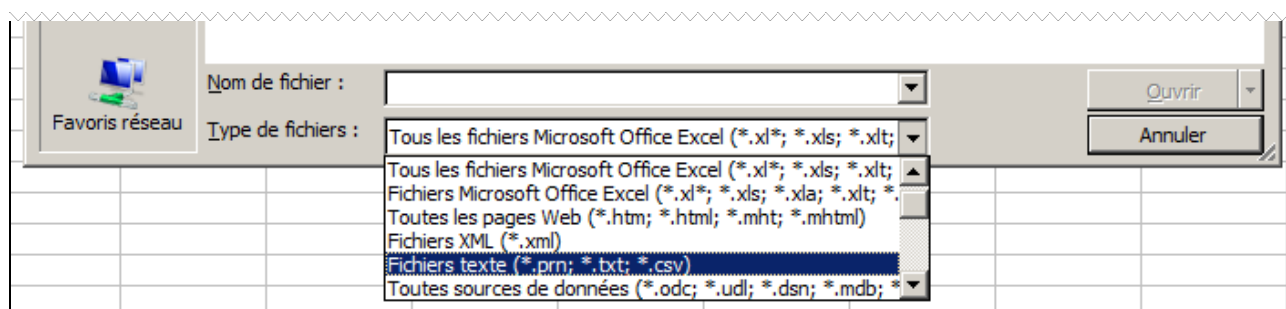 Nom de fichier :
Ouvrir
Favoris réseau
Type de fichiers :
Tous les fichiers Microsoft Office Excel (*.xl*; *.xls; *.xlt;
Annuler
Tous les fichiers Microsoft Office Excel (*.xl*; *.xls; *.xlt;
Fichiers Microsoft Office Excel (*.xl*; *.xls; *.xla; *.xlt; *.
Toutes les pages Web (*.htm; *.html; *.mht; *.mhtml)
Fichiers XML (*.xml)
Fichiers texte (*.prn; *.txt; *.csv)
Toutes sources de données (*.odc; *.udl; *.dsn; *.mdb; *